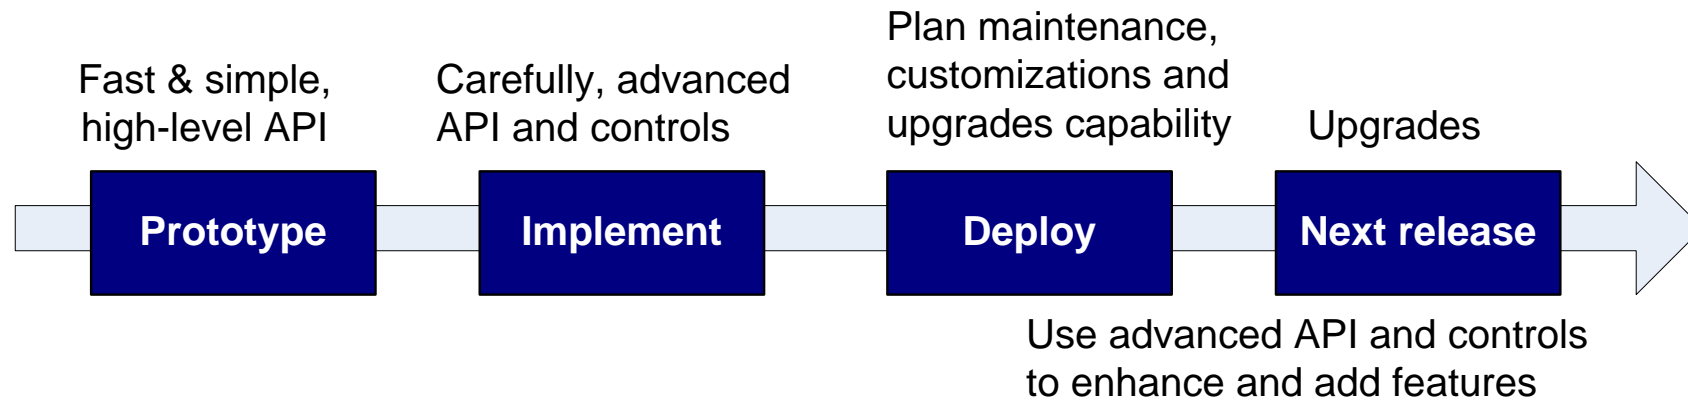 Fast & simple,
high-level API
Carefully, advanced
API and controls
Plan maintenance,
customizations and
upgrades capability
Upgrades
Prototype
Implement
Deploy
Next release
Use advanced API and controls
to enhance and add features